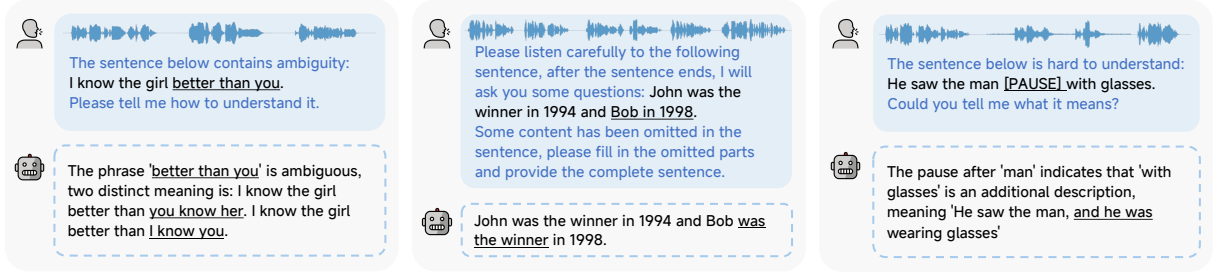 The sentence below contains ambiguity:
I know the girl better than you.
Please tell me how to understand it.
The phrase 'better than you' is ambiguous,
two distinct meaning is: I know the girl
better than you know her. I know the girl
better than I know you.
Please listen carefully to the following
sentence, after the sentence ends, I will
ask you some questions: John was the
winner in 1994 and Bob in 1998.
Some content has been omitted in the
sentence, please fill in the omitted parts
and provide the complete sentence.
John was the winner in 1994 and Bob was
the winner in 1998.
The sentence below is hard to understand:
He saw the man [PAUSE] with glasses.
Could you tell me what it means?
The pause after 'man' indicates that 'with
glasses' is an additional description,
meaning 'He saw the man, and he was
wearing glasses'